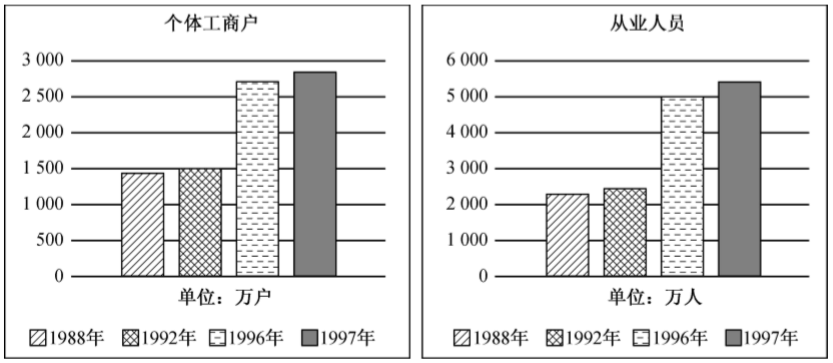 个体工商户
3 000
2 500
2 000
1 500
1 000
500
0
单位：万户
1988年 1992年 1996年 1997年
从业人员
6 000
5 000
4 000
3 000
2 000
1 000
0
单位：万人
1988年 1992年 1996年 1997年